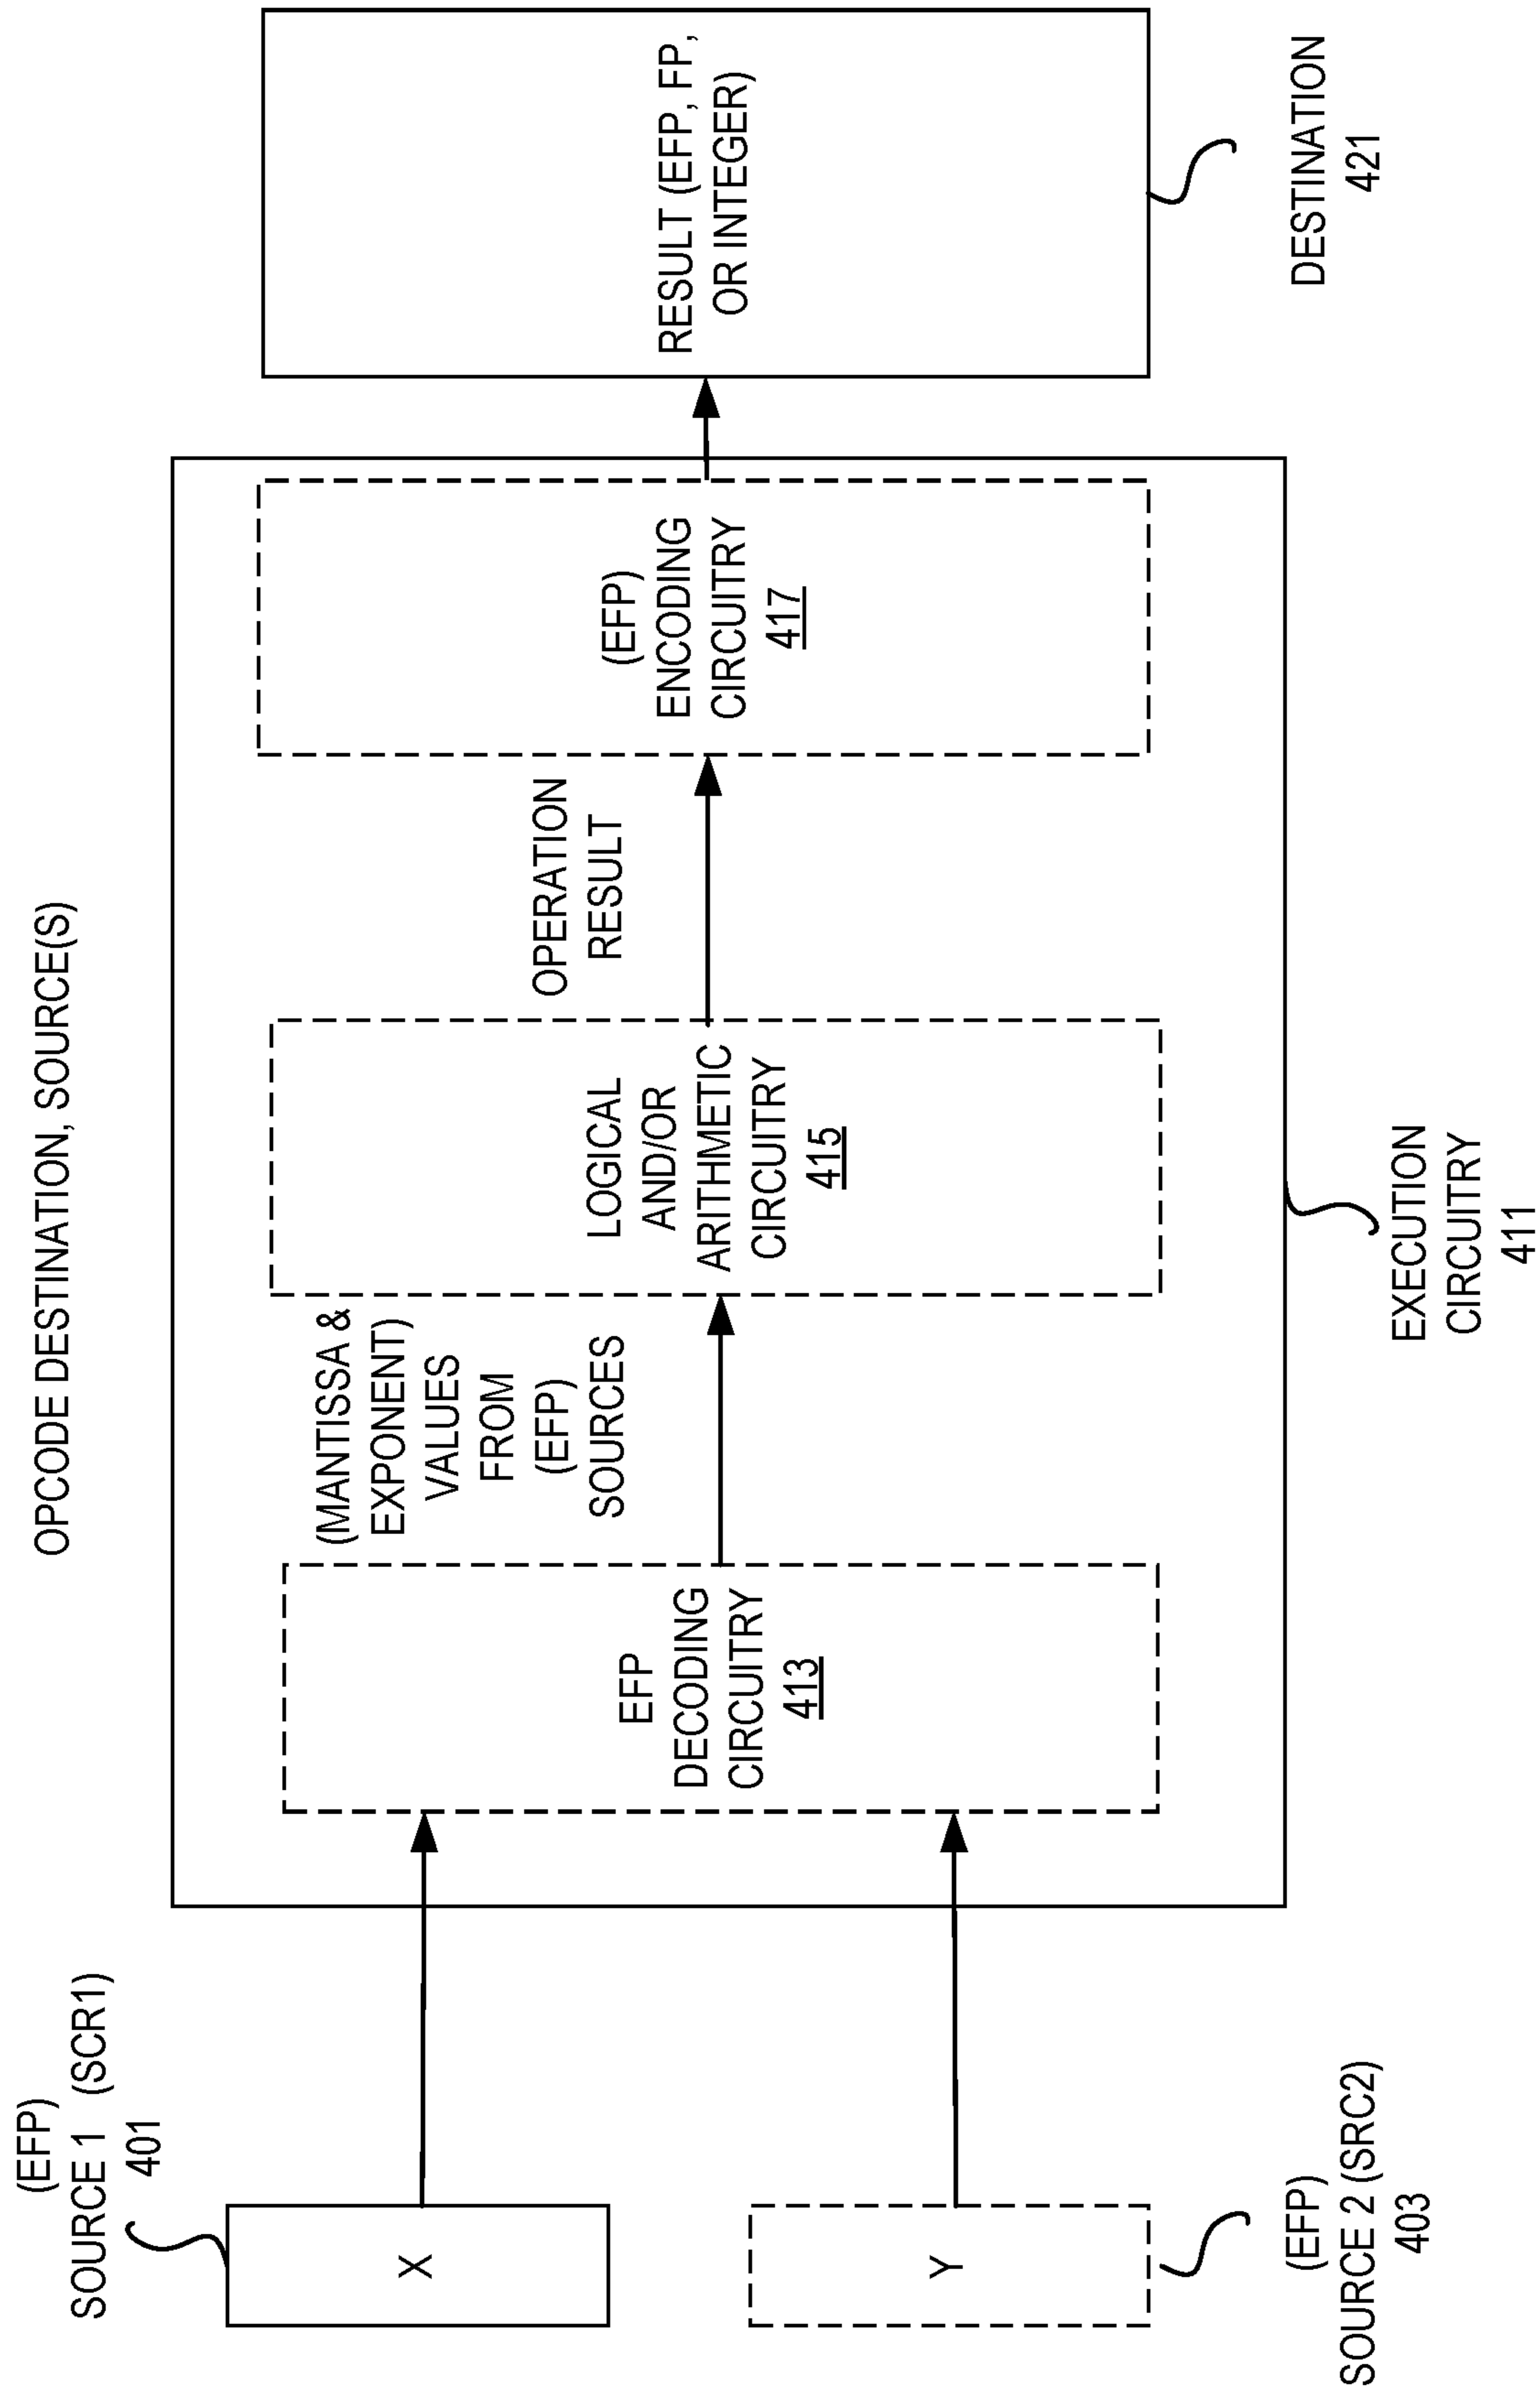 OPCODE DESTINATION, SOURCE(S)
(EFP)
SOURCE 1 (SCR1)
401
X
Y
(EFP)
SOURCE 2 (SRC2)
403
EFP
DECODING
CIRCUITRY
413
(MANTISSA &
EXPONENT)
VALUES
FROM
(EFP)
SOURCES
LOGICAL
AND/OR
ARITHMETIC
CIRCUITRY
415
OPERATION
RESULT
(EFP)
ENCODING
CIRCUITRY
417
EXECUTION
CIRCUITRY
411
RESULT (EFP, FP,
OR INTEGER)
DESTINATION
421